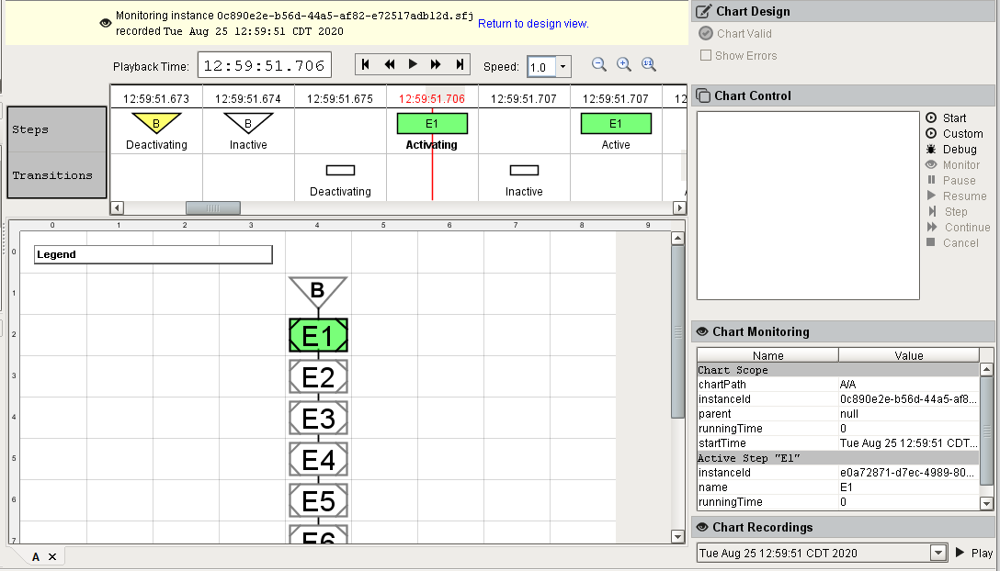 Monitoring instance 0c890e2e-b56d-44a5-af82-e72517adb12d.sfj
recorded Tue Aug 25 12:59:51 CDT 2020
Return to design view.
Playback Time: 12:59:51.706
Speed: 1.0
1:1
12:59:51.673 12:59:51.674 12:59:51.675 12:59:51.706 12:59:51.707 12:59:51.707 12
Steps
B B E1 E1
Deactivating Inactive Activating Active
Transitions
Deactivating Inactive
0 1 2 3 4 5 6 7 8 9
0
Legend
1
B
2
E1
3
E2
4
E3
5
E4
6
E5
7
E6
A
Chart Design
Chart Valid
Show Errors
Chart Control
Start
Custom
Debug
Monitor
Pause
Resume
Step
Continue
Cancel
Chart Monitoring
Name Value
Chart Scope
chartPath A/A
instanceId 0c890e2e-b56d-44a5-af8...
parent null
runningTime 0
startTime Tue Aug 25 12:59:51 CDT...
Active Step "E1"
instanceId e0a72871-d7ec-4989-80...
name E1
runningTime 0
Chart Recordings
Tue Aug 25 12:59:51 CDT 2020
Play